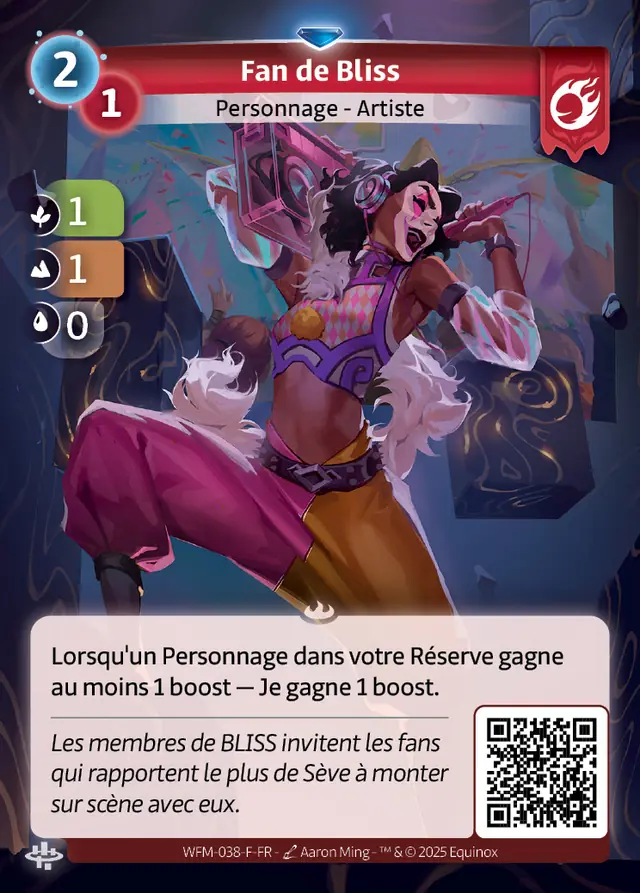 2
1
Fan de Bliss
Personnage - Artiste
1
1
0
Lorsqu'un Personnage dans votre Réserve gagne
au moins 1 boost — Je gagne 1 boost.
Les membres de BLISS invitent les fans
qui rapportent le plus de Sève à monter
sur scène avec eux.
WFM-038-F-FR - Aaron Ming - ™ & © 2025 Equinox